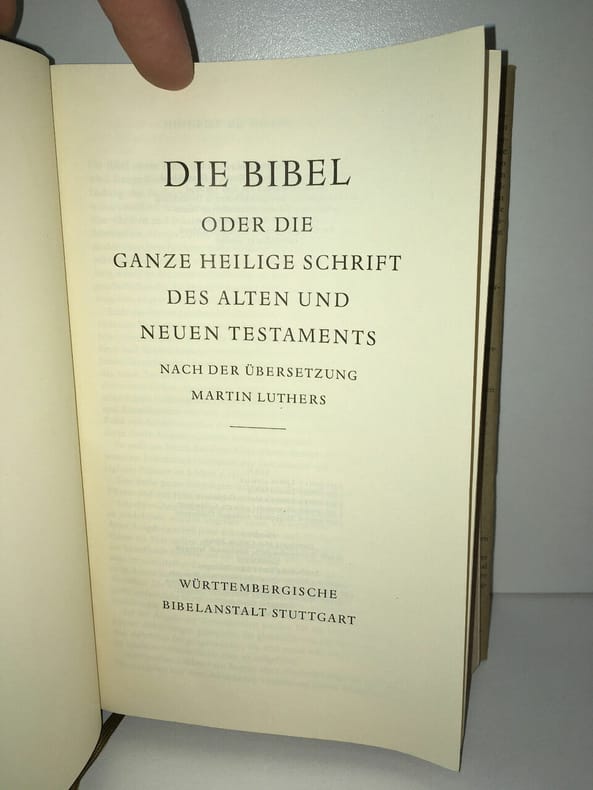 DIE BIBEL
ODER DIE
GANZE HEILIGE SCHRIFT
DES ALTEN UND
NEUEN TESTAMENTS
NACH DER ÜBERSETZUNG
MARTIN LUTHERS
WÜRTTEMBERGISCHE
BIBELANSTALT STUTTGART